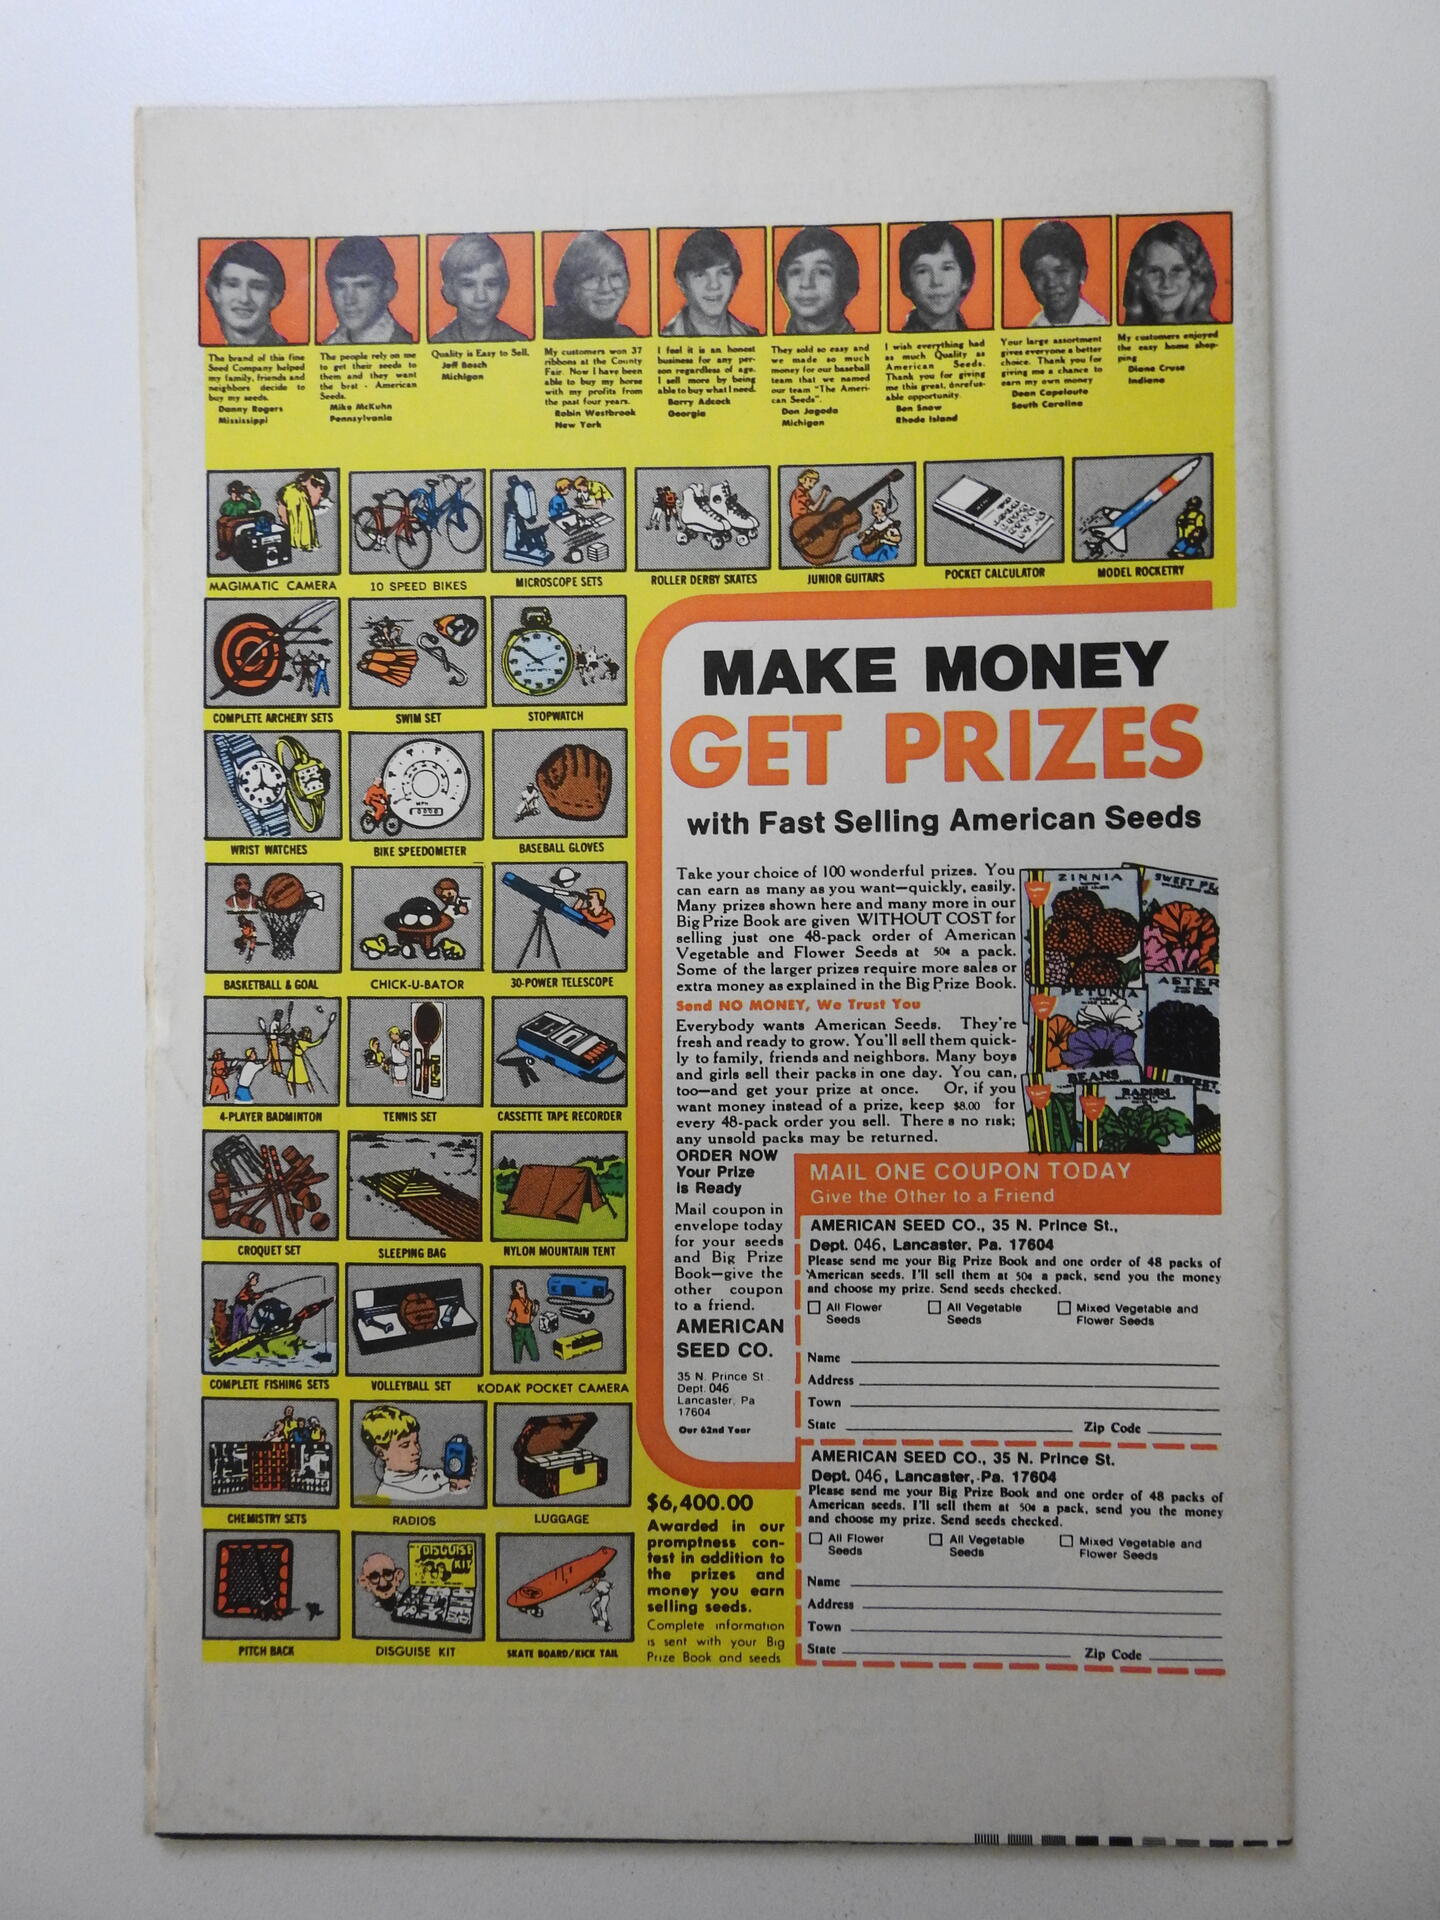 The brand of this fine
Seed Company helped
my family, friends and
neighbors decide to
buy my seeds.
Danny Rogers
Mississippi
The people rely on me
to get their seeds to
them and they want
the best - American
Seeds.
Mike McKuhn
Pennsylvania
Quality is Easy to Sell.
Jeff Bosch
Michigan
My customers won 37
ribbons at the County
Fair. Now I have been
able to buy my horse
with my profits from
the past four years.
Robin Westbrook
New York
I feel it is an honest
business for any per-
son regardless of age.
I sell more by being
able to buy what I need.
Barry Adcock
Georgia
They sold so easy and
we made so much
money for our baseball
team that we named
our team "The Ameri-
can Seeds".
Don Jagoda
Michigan
I wish everything had
as much Quality as
American Seeds.
Thank you for giving
me this great, onrefus-
able opportunity.
Ben Snow
Rhode Island
Your large assortment
gives everyone a better
choice. Thank you for
giving me a chance to
earn my own money
Dean Capeloute
South Carolina
My customers enjoyed
the easy home shop-
ping
Diane Cruse
Indiana
MAGIMATIC CAMERA
10 SPEED BIKES
MICROSCOPE SETS
ROLLER DERBY SKATES
JUNIOR GUITARS
POCKET CALCULATOR
MODEL ROCKETRY
COMPLETE ARCHERY SETS
SWIM SET
STOPWATCH
WRIST WATCHES
MPH
BIKE SPEEDOMETER
BASEBALL GLOVES
BASKETBALL & GOAL
CHICK-U-BATOR
30-POWER TELESCOPE
4-PLAYER BADMINTON
TENNIS SET
CASSETTE TAPE RECORDER
CROQUET SET
SLEEPING BAG
NYLON MOUNTAIN TENT
COMPLETE FISHING SETS
VOLLEYBALL SET
KODAK POCKET CAMERA
CHEMISTRY SETS
RADIOS
LUGGAGE
DISGUISE
KIT
PITCH BACK
DISGUISE KIT
SKATE BOARD/KICK TAIL
MAKE MONEY
GET PRIZES
with Fast Selling American Seeds
Take your choice of 100 wonderful prizes. You
can earn as many as you want—quickly, easily.
Many prizes shown here and many more in our
Big Prize Book are given WITHOUT COST for
selling just one 48-pack order of American
Vegetable and Flower Seeds at 50¢ a pack.
Some of the larger prizes require more sales or
extra money as explained in the Big Prize Book.
Send NO MONEY, We Trust You
Everybody wants American Seeds. They're
fresh and ready to grow. You'll sell them quick-
ly to family, friends and neighbors. Many boys
and girls sell their packs in one day. You can,
too—and get your prize at once. Or, if you
want money instead of a prize, keep $8.00 for
every 48-pack order you sell. There s no risk;
any unsold packs may be returned.
ZINNIA
SWEET PE
PETUNIA
ASTER
BEANS
RADISH
SWEET
ORDER NOW
Your Prize
is Ready
Mail coupon in
envelope today
for your seeds
and Big Prize
Book—give the
other coupon
to a friend.
AMERICAN
SEED CO.
35 N. Prince St.
Dept. 046
Lancaster, Pa
17604
Our 62nd Year
$6,400.00
Awarded in our
promptness con-
test in addition to
the prizes and
money you earn
selling seeds.
Complete information
is sent with your Big
Prize Book and seeds
MAIL ONE COUPON TODAY
Give the Other to a Friend
AMERICAN SEED CO., 35 N. Prince St.,
Dept. 046, Lancaster, Pa. 17604
Please send me your Big Prize Book and one order of 48 packs of
American seeds. I'll sell them at 50¢ a pack, send you the money
and choose my prize. Send seeds checked.
All Flower
Seeds
All Vegetable
Seeds
Mixed Vegetable and
Flower Seeds
Name
Address
Town
State Zip Code
AMERICAN SEED CO., 35 N. Prince St.
Dept. 046, Lancaster, Pa. 17604
Please send me your Big Prize Book and one order of 48 packs of
American seeds. I'll sell them at 50¢ a pack, send you the money
and choose my prize. Send seeds checked.
All Flower
Seeds
All Vegetable
Seeds
Mixed Vegetable and
Flower Seeds
Name
Address
Town
State Zip Code